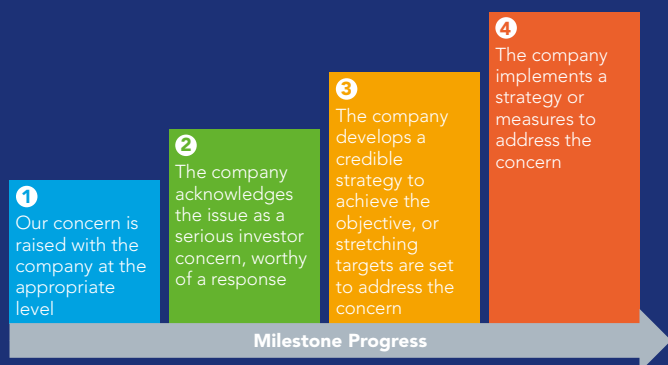 1
Our concern is
raised with the
company at the
appropriate
level
2
The company
acknowledges
the issue as a
serious investor
concern, worthy
of a response
3
The company
develops a
credible
strategy to
achieve the
objective, or
stretching
targets are set
to address the
concern
4
The company
implements a
strategy or
measures to
address the
concern
Milestone Progress